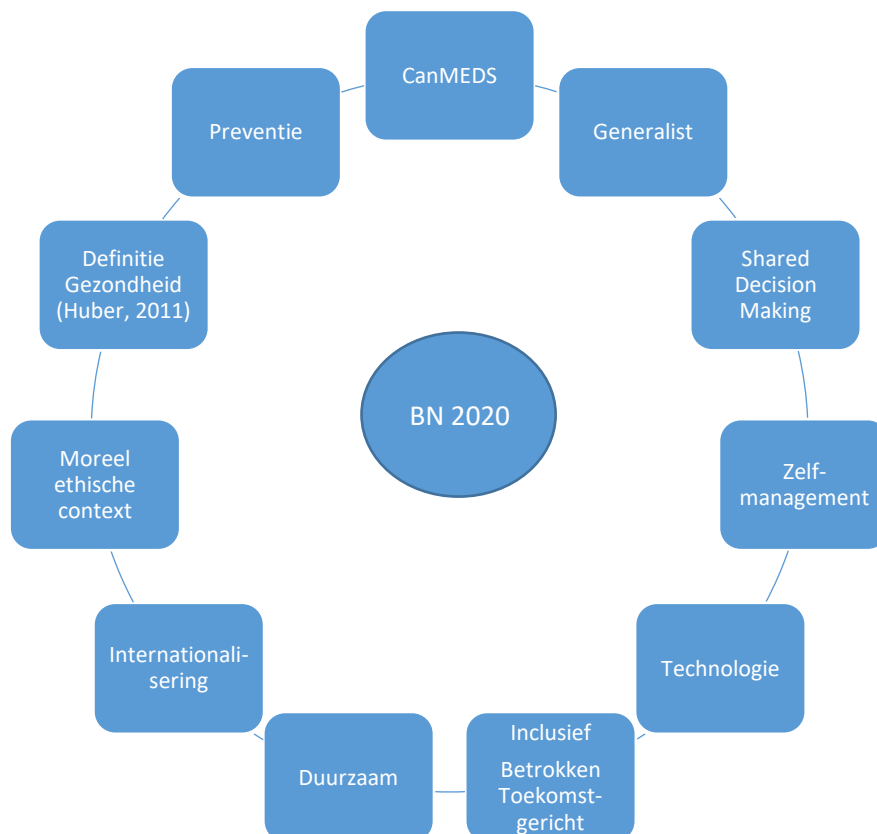 CanMEDS
Generalist
Shared
Decision
Making
Zelf-
management
Technologie
Inclusief
Betrokken
Toekomst-
gericht
Duurzaam
Internationali-
sering
Moreel
ethische
context
Definitie
Gezondheid
(Huber, 2011)
Preventie
BN 2020